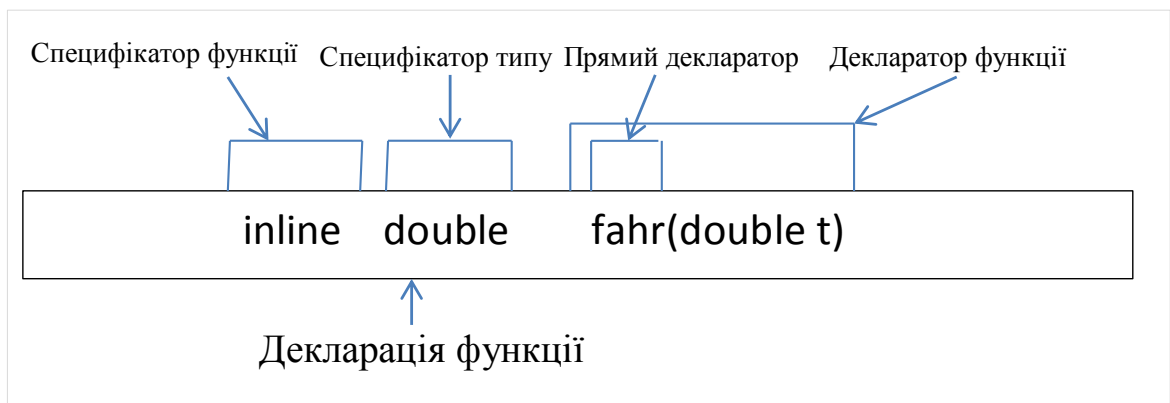 Специфікатор функції Специфікатор типу Прямий декларатор Декларатор функції
inline double fahr(double t)
Декларація функції